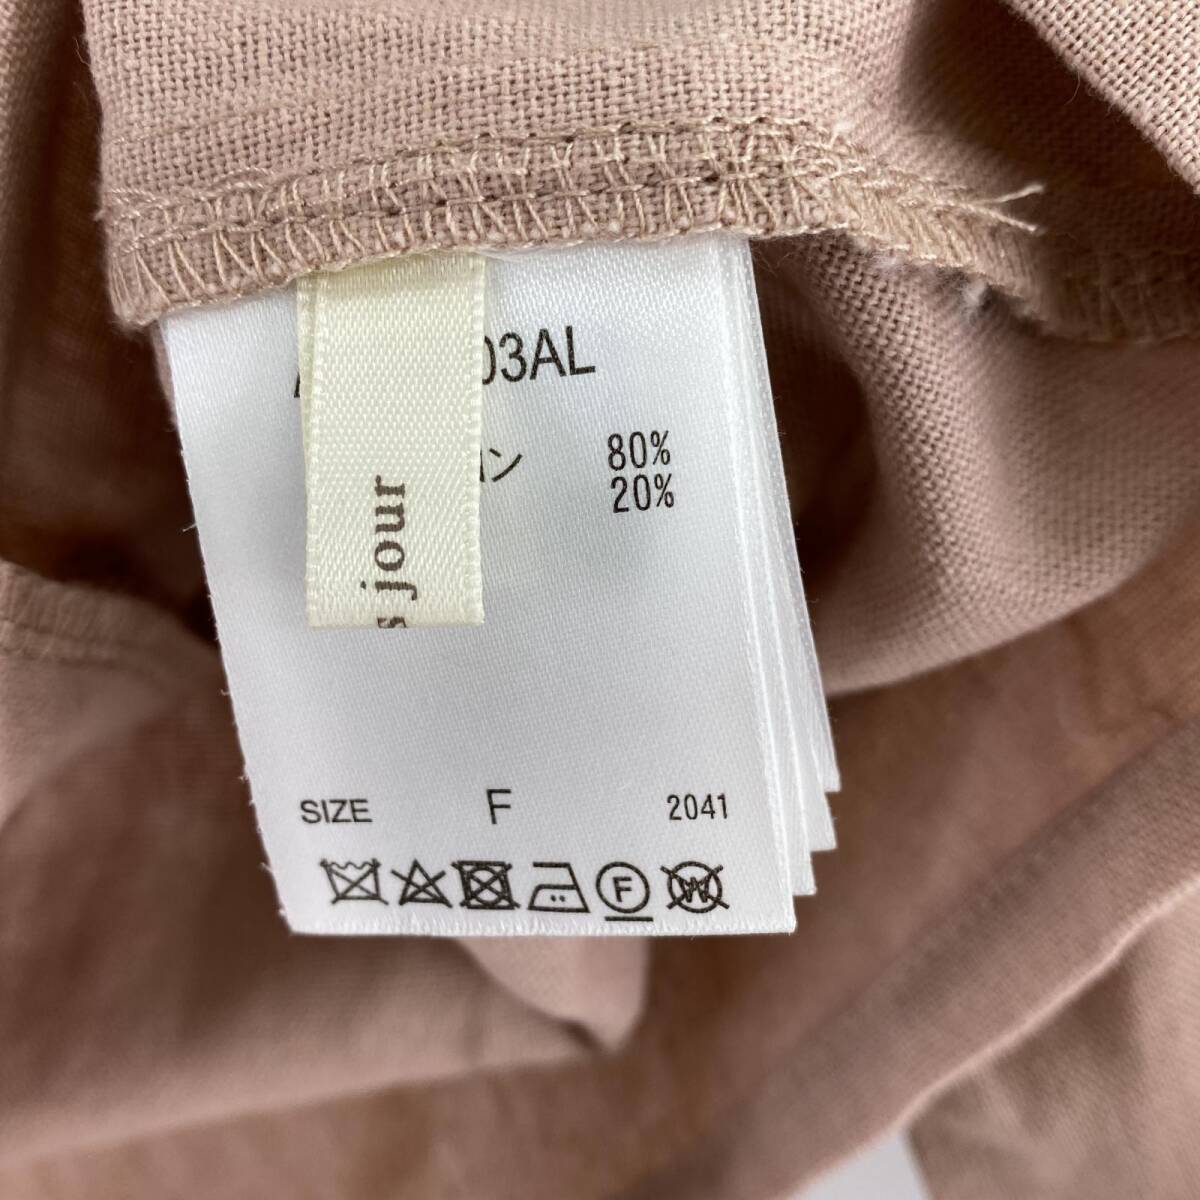 03AL
ン 80%
20%
s jour
SIZE F 2041
F W